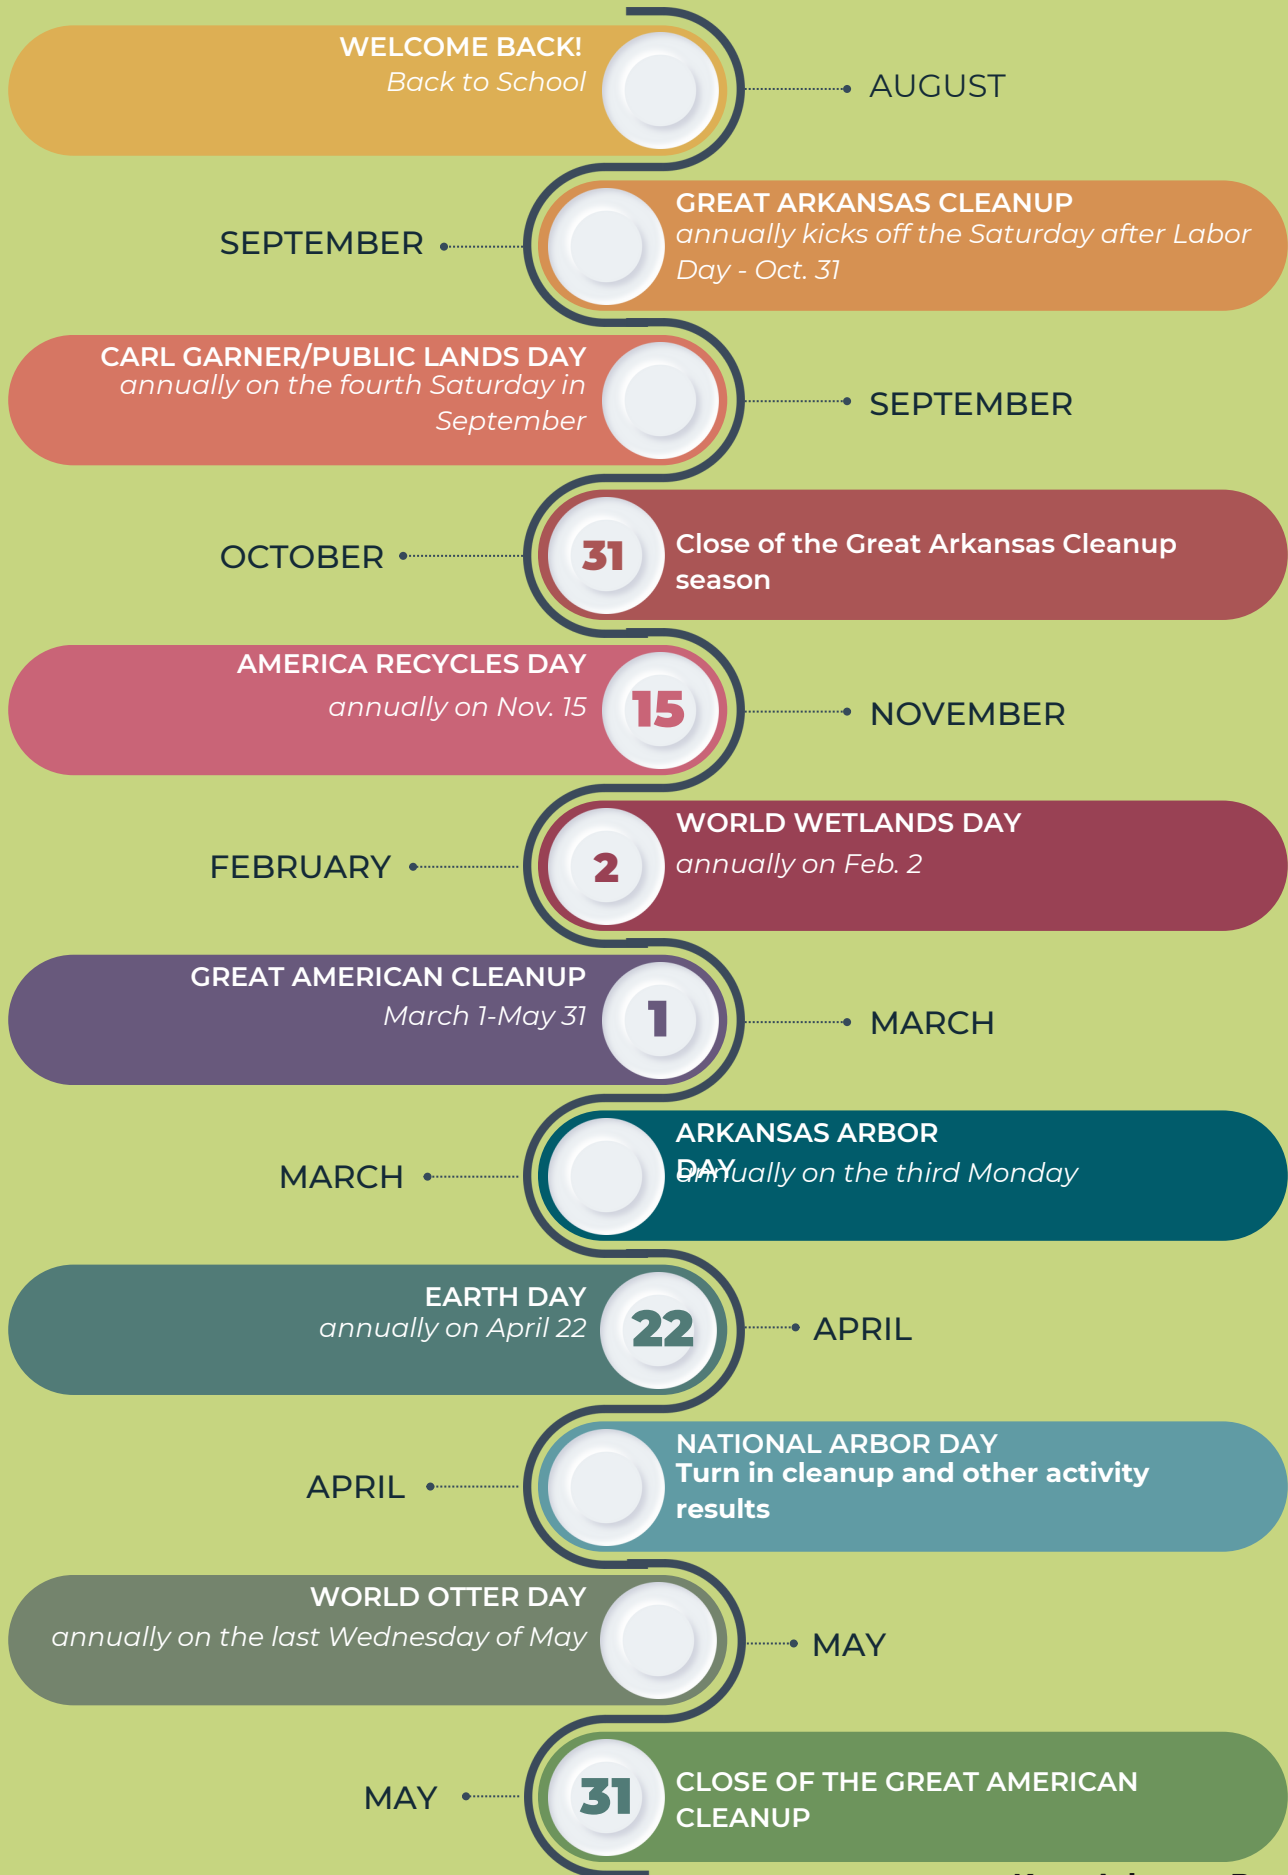 WELCOME BACK!
Back to School
AUGUST
SEPTEMBER
GREAT ARKANSAS CLEANUP
annually kicks off the Saturday after Labor
Day - Oct. 31
CARL GARNER/PUBLIC LANDS DAY
annually on the fourth Saturday in
September
SEPTEMBER
OCTOBER
31
Close of the Great Arkansas Cleanup
season
AMERICA RECYCLES DAY
annually on Nov. 15
15
NOVEMBER
FEBRUARY
2
WORLD WETLANDS DAY
annually on Feb. 2
GREAT AMERICAN CLEANUP
March 1-May 31
1
MARCH
MARCH
ARKANSAS ARBOR
DAY
annually on the third Monday
EARTH DAY
annually on April 22
22
APRIL
APRIL
NATIONAL ARBOR DAY
Turn in cleanup and other activity
results
WORLD OTTER DAY
annually on the last Wednesday of May
MAY
MAY
31
CLOSE OF THE GREAT AMERICAN
CLEANUP